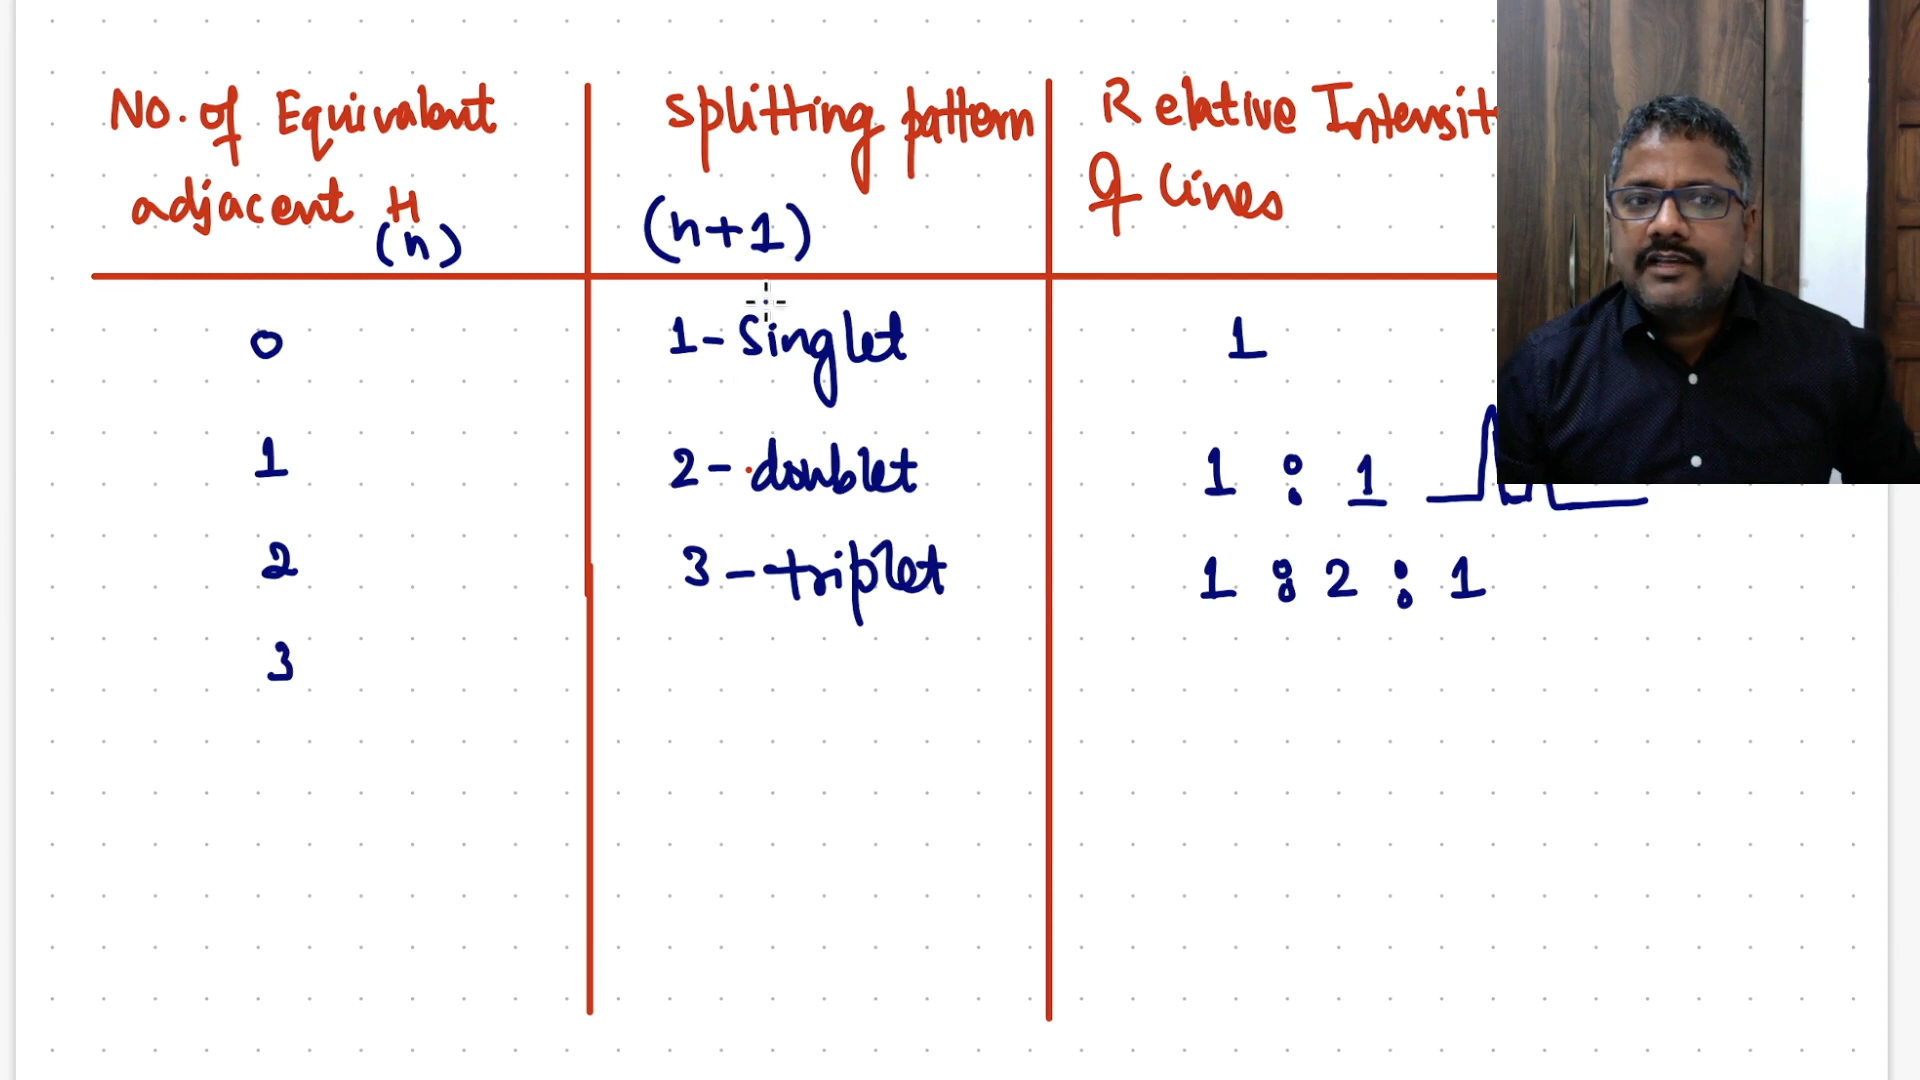 No. of Equivalent adjacent H (n)
splitting pattern (n+1)
Relative Intensit
of lines
0 1- Singlet 1
1 2- doublet 1 : 1
2 3 - triplet 1 : 2 : 1
3